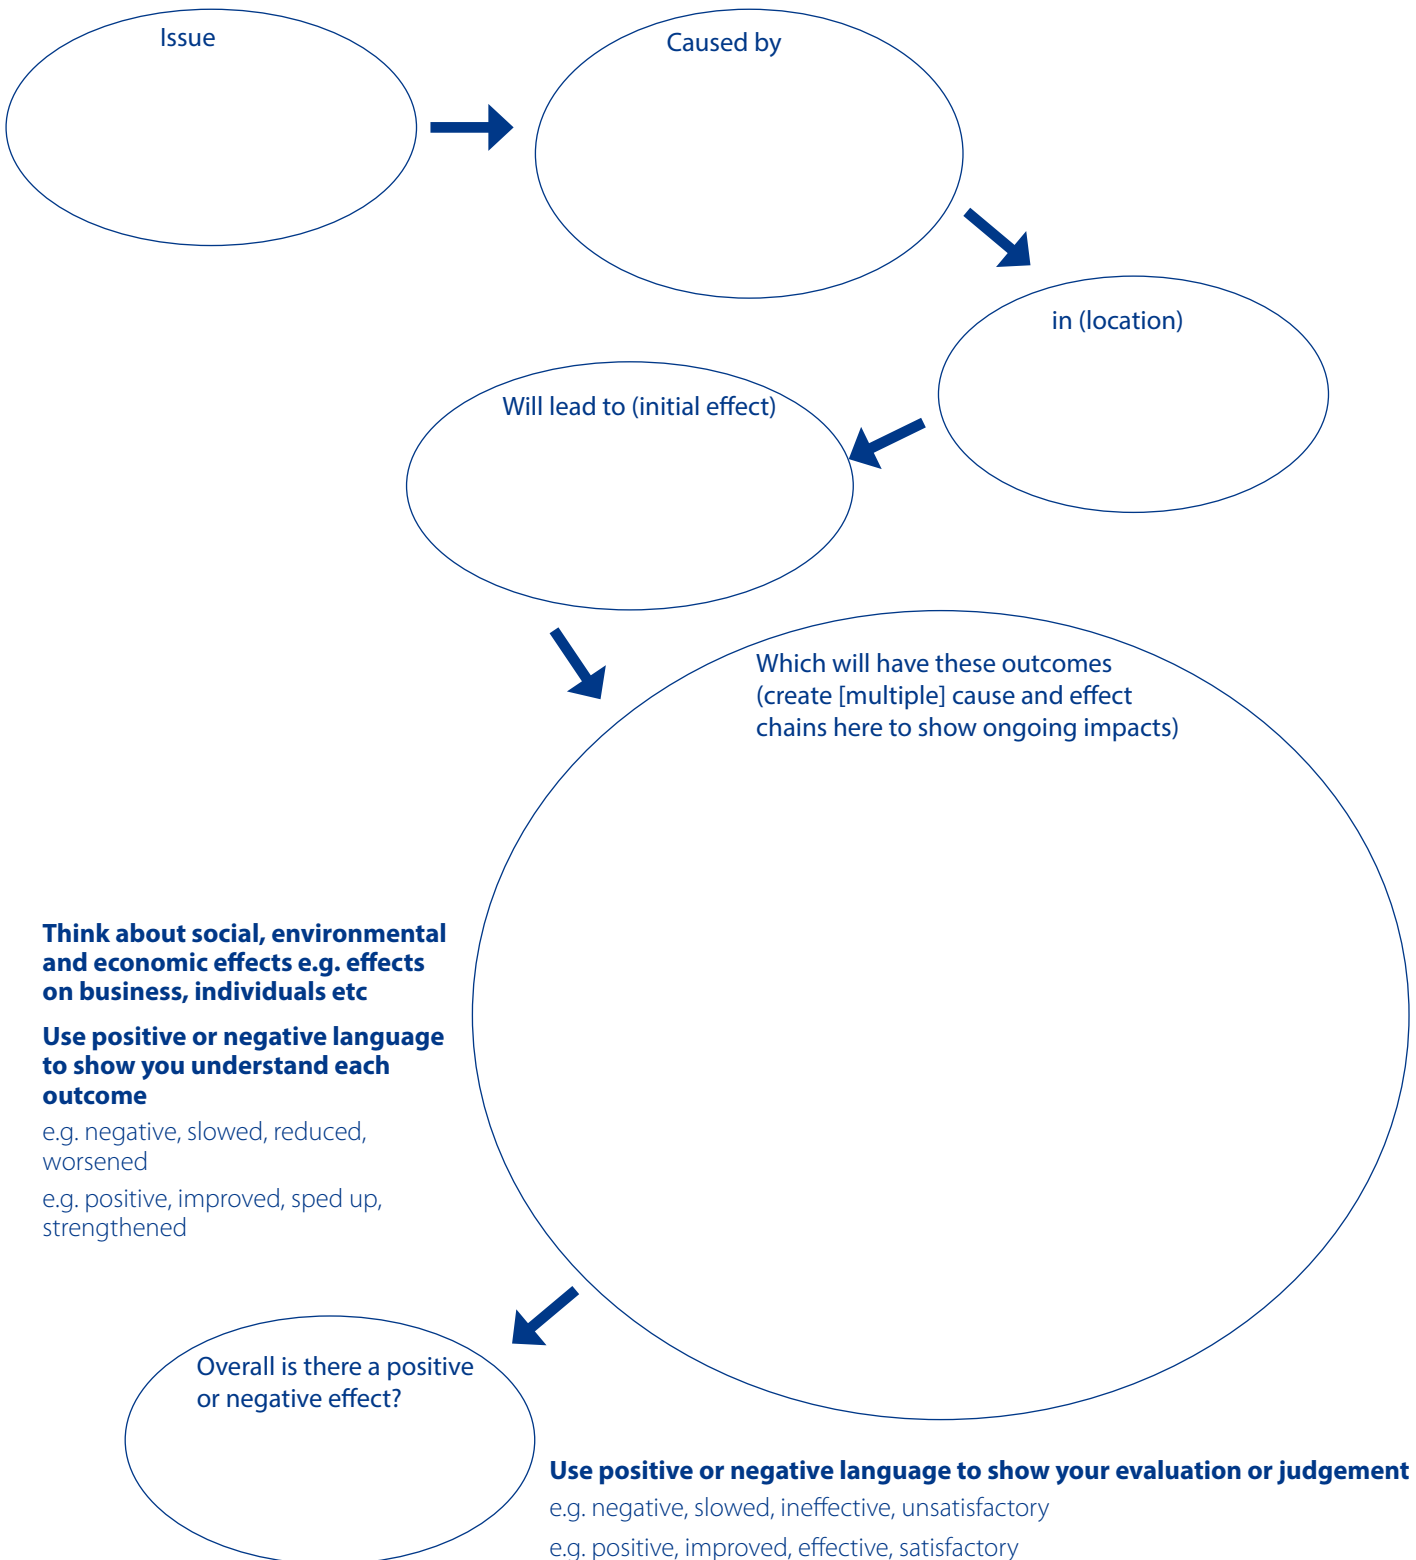 Issue
Caused by
in (location)
Will lead to (initial effect)
Which will have these outcomes
(create [multiple] cause and effect
chains here to show ongoing impacts)
Think about social, environmental
and economic effects e.g. effects
on business, individuals etc
Use positive or negative language
to show you understand each
outcome
e.g. negative, slowed, reduced,
worsened
e.g. positive, improved, sped up,
strengthened
Overall is there a positive
or negative effect?
Use positive or negative language to show your evaluation or judgement
e.g. negative, slowed, ineffective, unsatisfactory
e.g. positive, improved, effective, satisfactory